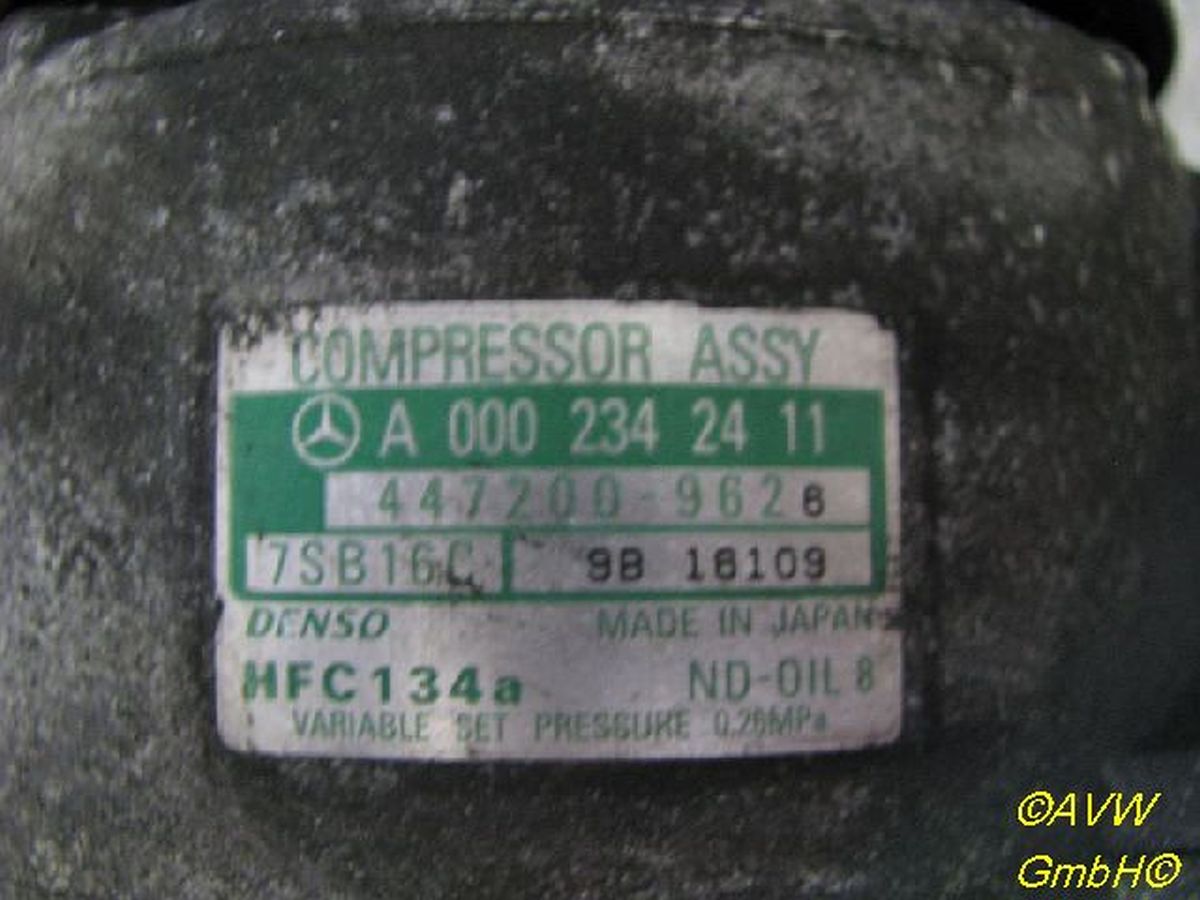 COMPRESSOR ASSY
A 000 234 24 11
447200-9626
7SB16C 9B 16109
DENSO MADE IN JAPAN
HFC134a ND-OIL 8
VARIABLE SET PRESSURE 0.26MPa
©AVW
GmbH©